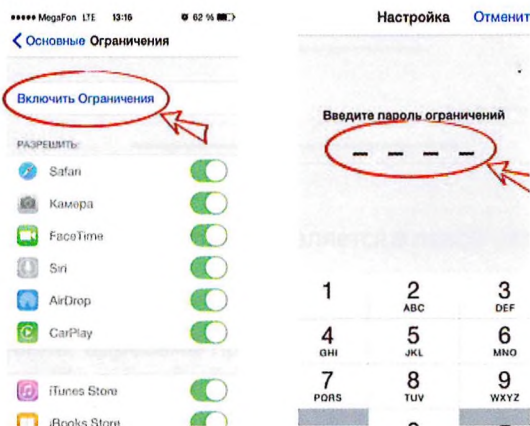 MegaFon LTE 13:16 62 %
Основные Ограничения
Включить Ограничения
РАЗРЕШИТЬ:
Safari
Камера
FaceTime
Siri
AirDrop
CarPlay
iTunes Store
iBooks Store
Настройка Отменить
Введите пароль ограничений
1 2 3
ABC DEF
4 5 6
GHI JKL MNO
7 8 9
PQRS TUV WXYZ